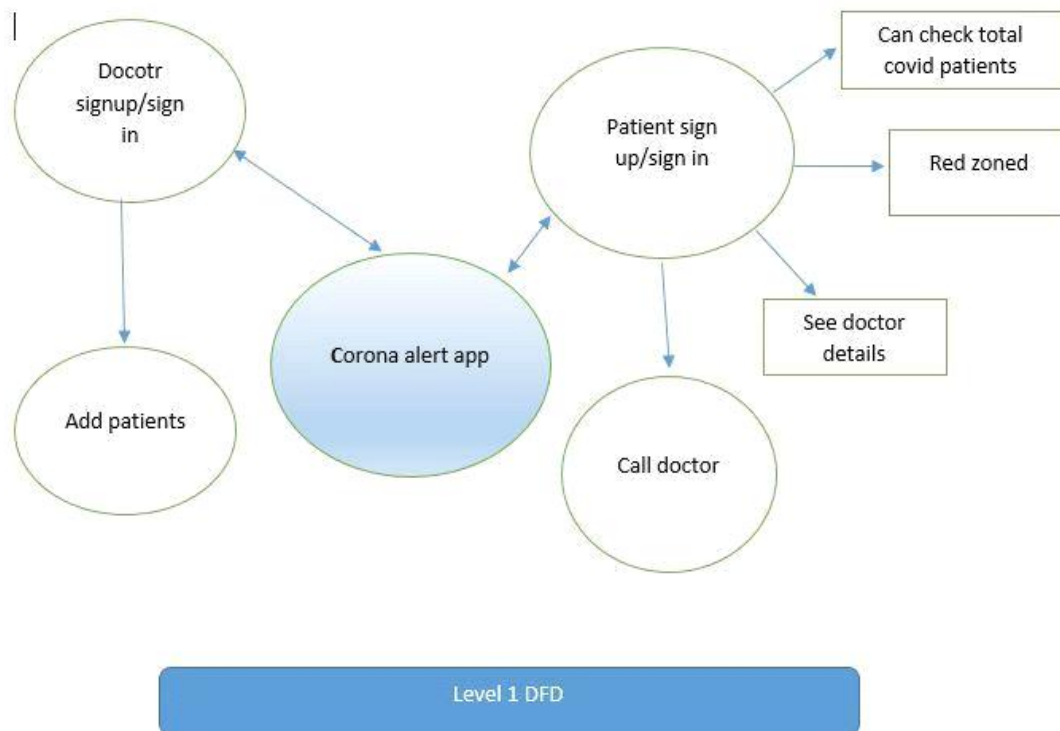 Docotr
signup/sign
in
Patient sign
up/sign in
Can check total
covid patients
Red zoned
See doctor
details
Corona alert app
Add patients
Call doctor
Level 1 DFD